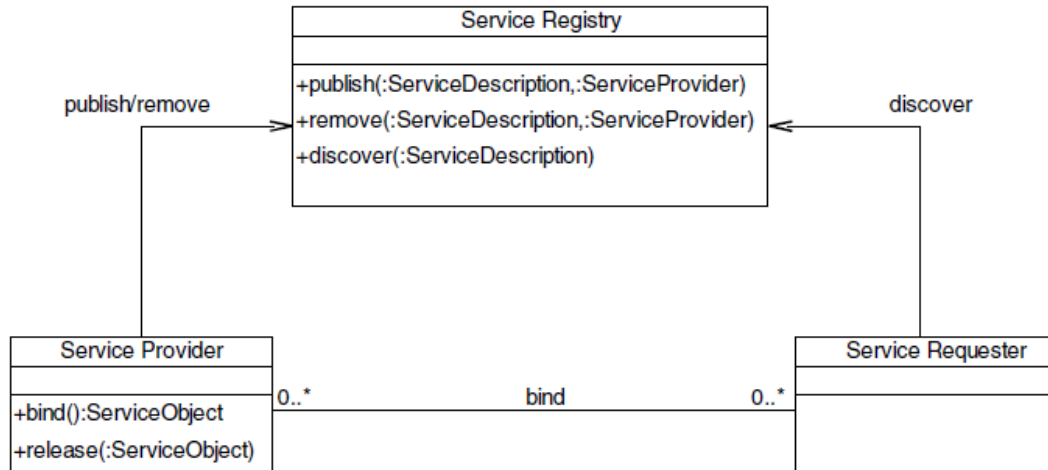 Service Registry
+publish(:ServiceDescription,:ServiceProvider)
+remove(:ServiceDescription,:ServiceProvider)
+discover(:ServiceDescription)
publish/remove
discover
Service Provider
+bind():ServiceObject
+release(:ServiceObject)
0..*
bind
0..*
Service Requester